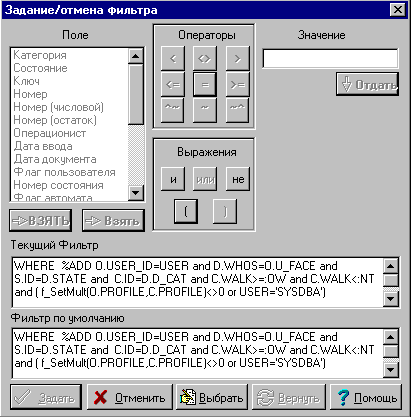 Задание/отмена фильтра
Поле
Операторы
Значение
Категория
Состояние
Ключ
Номер
Номер (числовой)
Номер (остаток)
Операционист
Дата ввода
Дата документа
Флаг пользователя
Номер состояния
Флаг автомата
< <> >
<= = >=
^~ ~ ~^
Отдать
Выражения
и или не
( )
ВЗЯТЬ Взять
Текущий Фильтр
WHERE %ADD O.USER_ID=USER and D.WHOS=O.U_FACE and
S.ID=D.STATE and C.ID=D.D_CAT and C.WALK>=:OW and C.WALK<:NT
and ( f_SetMult(O.PROFILE,C.PROFILE)<>0 or USER='SYSDBA')
Фильтр по умолчанию
WHERE %ADD O.USER_ID=USER and D.WHOS=O.U_FACE and
S.ID=D.STATE and C.ID=D.D_CAT and C.WALK>=:OW and C.WALK<:NT
and ( f_SetMult(O.PROFILE,C.PROFILE)<>0 or USER='SYSDBA')
Задать Отменить Выбрать Вернуть ? Помощь